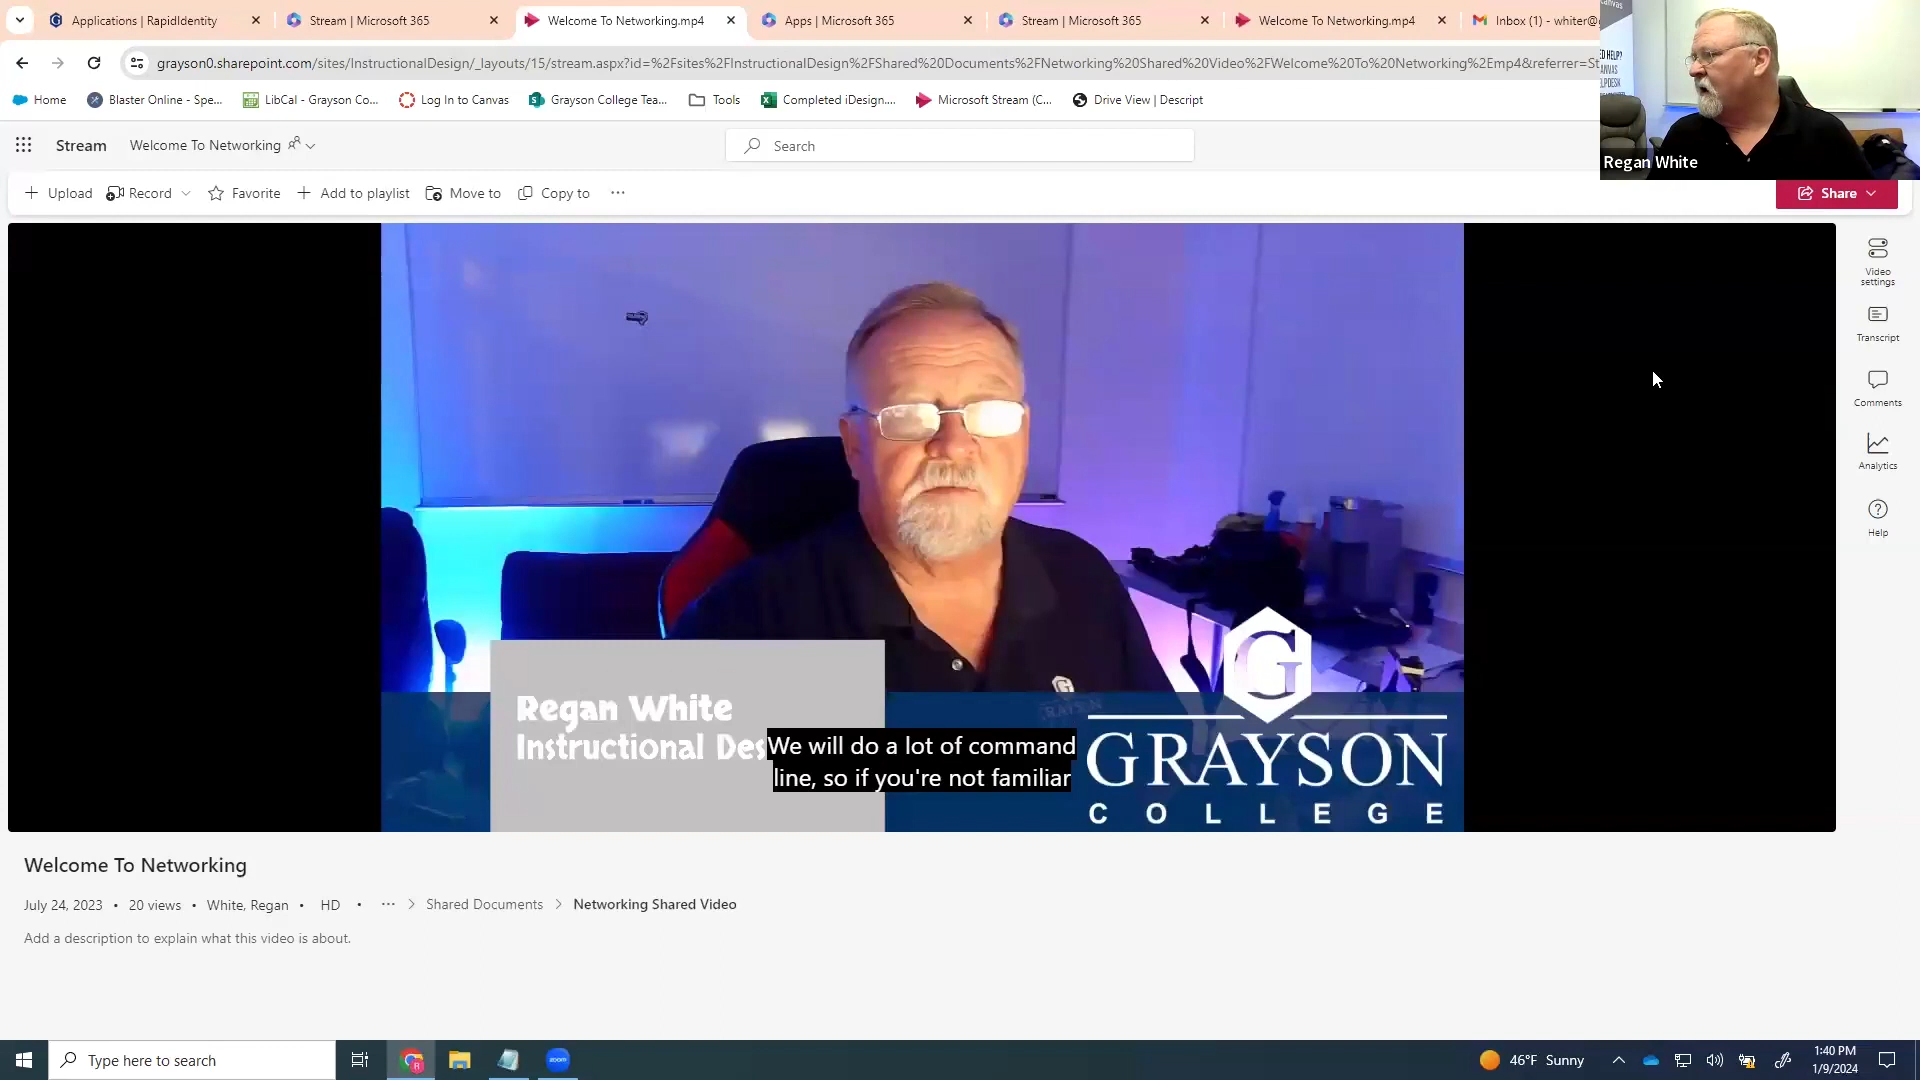 Applications | RapidIdentity
Stream | Microsoft 365
Welcome To Networking.mp4
Apps | Microsoft 365
Stream | Microsoft 365
Welcome To Networking.mp4
Inbox (1) - whiter@
grayson0.sharepoint.com/sites/InstructionalDesign/_layouts/15/stream.aspx?id=%2Fsites%2FInstructionalDesign%2FShared%20Documents%2FNetworking%20Shared%20Video%2FWelcome%20To%20Networking%2Emp4&referrer=St
Home
Blaster Online - Spe...
LibCal - Grayson Co...
Log In to Canvas
Grayson College Tea...
Tools
Completed iDesign....
Microsoft Stream (C...
Drive View | Descript
Regan White
Stream
Welcome To Networking
Search
Upload
Record
Favorite
Add to playlist
Move to
Copy to
Share
Video
settings
Transcript
Comments
Analytics
Help
Regan White
Instructional Des
We will do a lot of command
line, so if you're not familiar
G
GRAYSON
COLLEGE
Welcome To Networking
July 24, 2023 • 20 views • White, Regan • HD • ··· > Shared Documents > Networking Shared Video
Add a description to explain what this video is about.
Type here to search
zoom
46°F Sunny
1:40 PM
1/9/2024